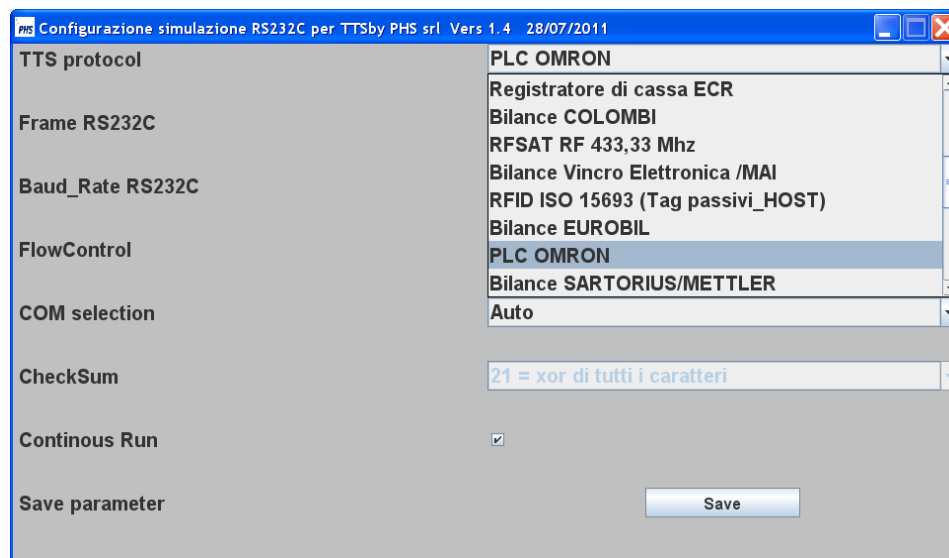 PHS Configurazione simulazione RS232C per TTSby PHS srl Vers 1.4 28/07/2011
TTS protocol
PLC OMRON
Registratore di cassa ECR
Bilance COLOMBI
RFSAT RF 433,33 Mhz
Bilance Vincro Elettronica /MAI
RFID ISO 15693 (Tag passivi_HOST)
Bilance EUROBIL
PLC OMRON
Bilance SARTORIUS/METTLER
Frame RS232C
Baud_Rate RS232C
FlowControl
COM selection
Auto
CheckSum
21 = xor di tutti i caratteri
Continous Run
Save parameter
Save